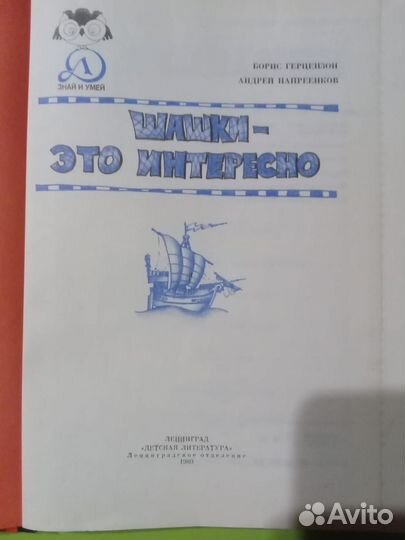 Д
ЗНАЙ И УМЕЙ
БОРИС ГЕРЦЕНЗОН
АНДРЕЙ НАПРЕЕНКОВ
ШАШКИ –
ЭТО ИНТЕРЕСНО
ЛЕНИНГРАД
«ДЕТСКАЯ ЛИТЕРАТУРА»
Ленинградское отделение
Avito